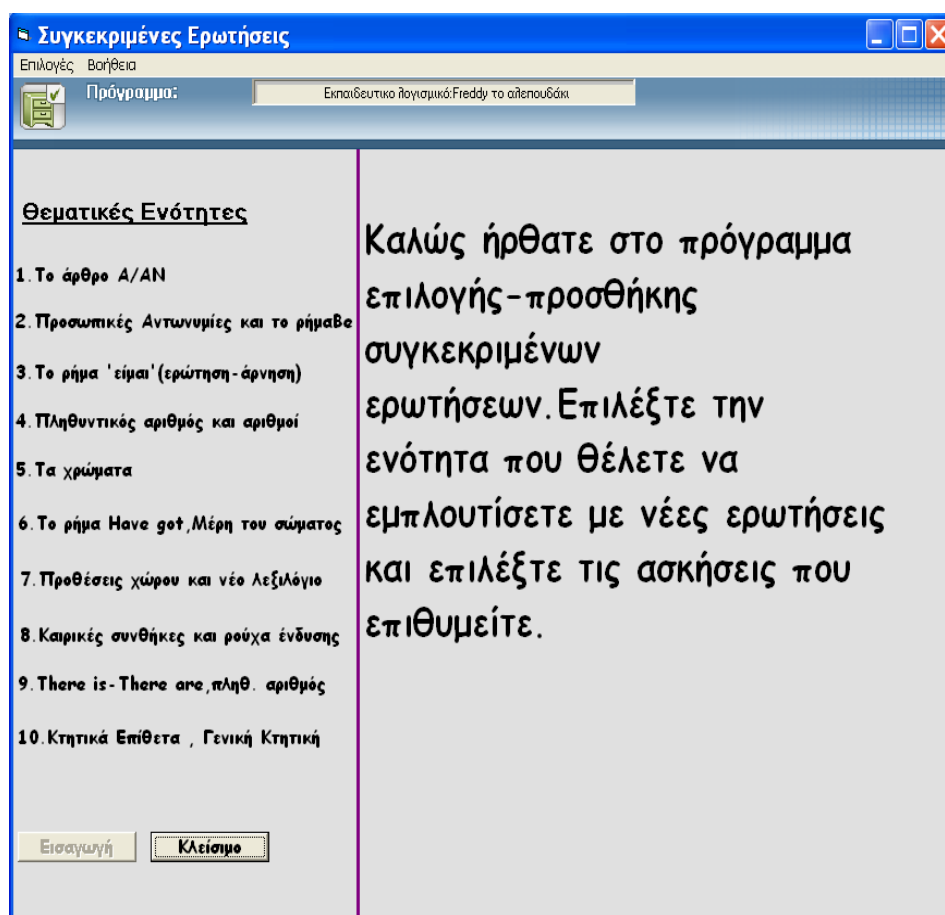 Συγκεκριμένες Ερωτήσεις
Επιλογές Βοήθεια
Πρόγραμμα: Εκπαιδευτικο λογισμικό:Freddy το αλεπουδάκι
Θεματικές Ενότητες
1.Το άρθρο A/AN
2.Προσωπικές Αντωνυμίες και το ρήμαBe
3.Το ρήμα 'είμαι'(ερώτηση-άρνηση)
4.Πληθυντικός αριθμός και αριθμοί
5.Τα χρώματα
6.Το ρήμα Have got,Μέρη του σώματος
7.Προθέσεις χώρου και νέο λεξιλόγιο
8.Καιρικές συνθήκες και ρούχα ένδυσης
9.There is-There are,πληθ. αριθμός
10.Κτητικά Επίθετα , Γενική Κτητική
Εισαγωγή Κλείσιμο
Καλώς ήρθατε στο πρόγραμμα
επιλογής-προσθήκης
συγκεκριμένων
ερωτήσεων.Επιλέξτε την
ενότητα που θέλετε να
εμπλουτίσετε με νέες ερωτήσεις
και επιλέξτε τις ασκήσεις που
επιθυμείτε.